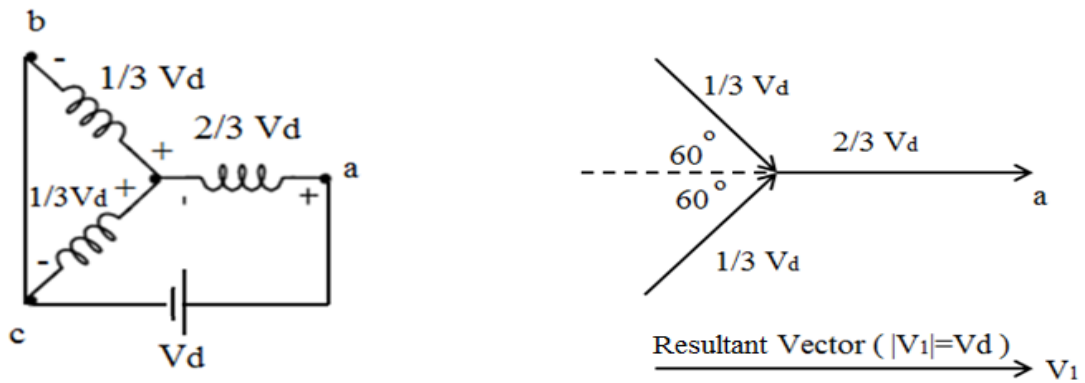 b
-
1/3 Vd
+
2/3 Vd
a
1/3Vd
+
-
+
-
c
Vd
1/3 Vd
60°
60°
2/3 Vd
a
1/3 Vd
Resultant Vector ( |V1|=Vd )
V1